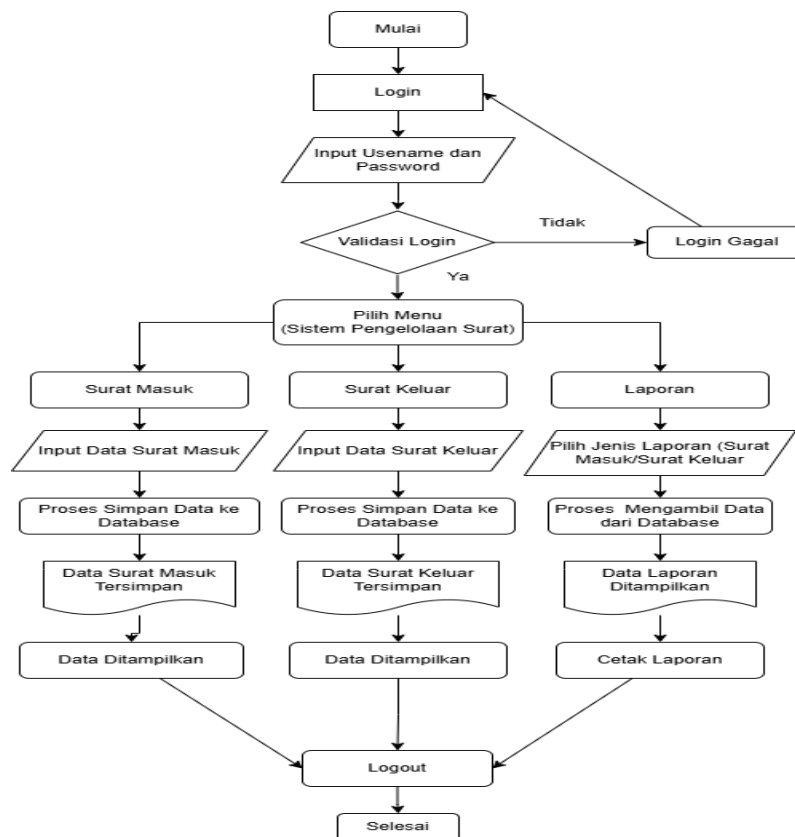 Mulai
Login
Input Usename dan
Password
Validasi Login
Tidak
Login Gagal
Ya
Pilih Menu
(Sistem Pengelolaan Surat)
Surat Masuk
Surat Keluar
Laporan
Input Data Surat Masuk
Input Data Surat Keluar
Pilih Jenis Laporan (Surat
Masuk/Surat Keluar
Proses Simpan Data ke
Database
Proses Simpan Data ke
Database
Proses Mengambil Data
dari Database
Data Surat Masuk
Tersimpan
Data Surat Keluar
Tersimpan
Data Laporan
Ditampilkan
Data Ditampilkan
Data Ditampilkan
Cetak Laporan
Logout
Selesai